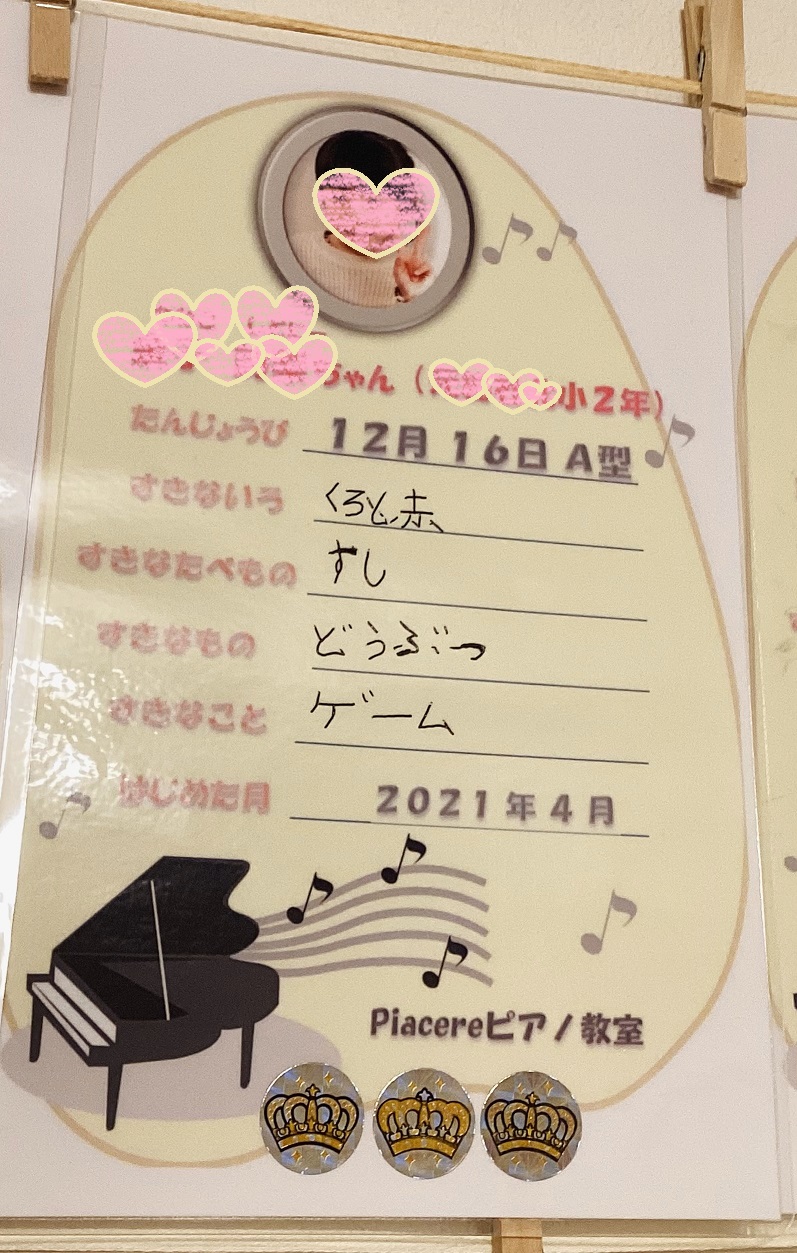 ちゃん（小2年）
たんじょうび 12月 16日 A型
すきないろ くろと赤
すきなたべもの すし
すきなもの どうぶつ
すきなこと ゲーム
はじめた月 2021年4月
Piacereピアノ教室